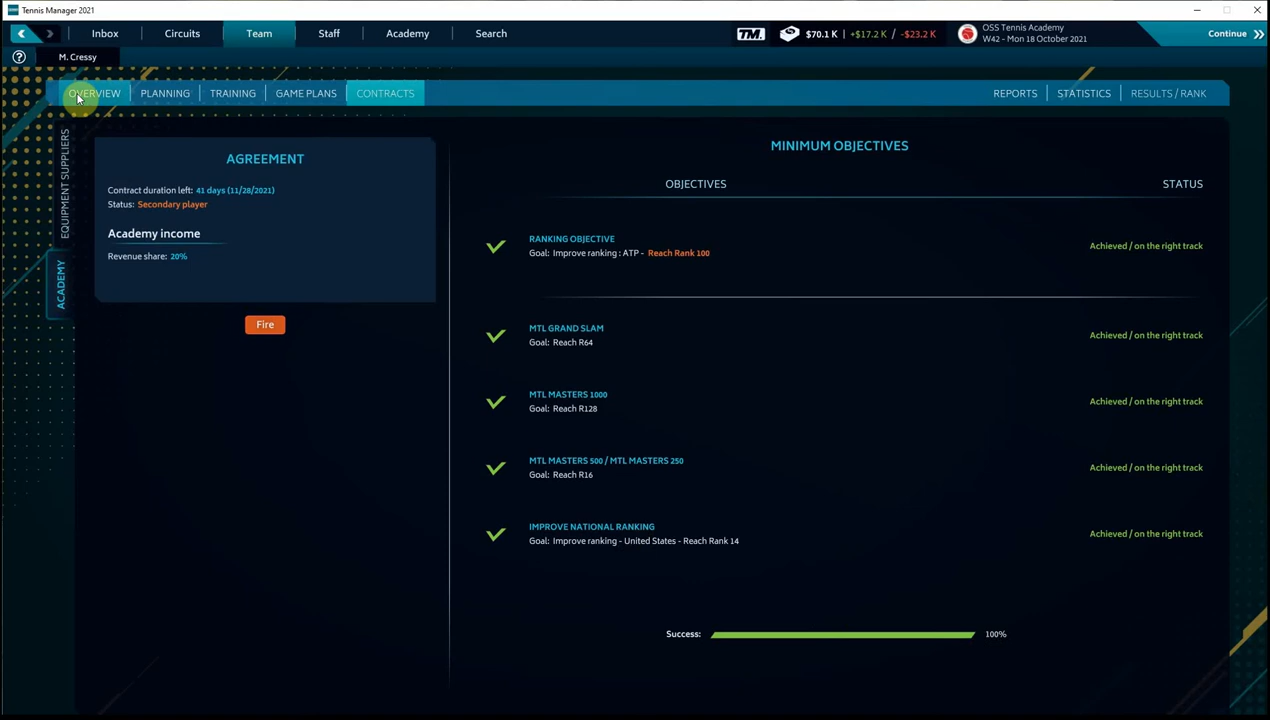 Tennis Manager 2021
Inbox Circuits Team Staff Academy Search
TM. $70.1 K | +$17.2 K / -$23.2 K
OSS Tennis Academy
W42 - Mon 18 October 2021
Continue
? M. Cressy
OVERVIEW PLANNING TRAINING GAME PLANS CONTRACTS REPORTS STATISTICS RESULTS / RANK
EQUIPMENT SUPPLIERS
ACADEMY
AGREEMENT
Contract duration left: 41 days (11/28/2021)
Status: Secondary player
Academy income
Revenue share: 20%
Fire
MINIMUM OBJECTIVES
OBJECTIVES STATUS
RANKING OBJECTIVE
Goal: Improve ranking : ATP - Reach Rank 100
Achieved / on the right track
MTL GRAND SLAM
Goal: Reach R64
Achieved / on the right track
MTL MASTERS 1000
Goal: Reach R128
Achieved / on the right track
MTL MASTERS 500 / MTL MASTERS 250
Goal: Reach R16
Achieved / on the right track
IMPROVE NATIONAL RANKING
Goal: Improve ranking - United States - Reach Rank 14
Achieved / on the right track
Success: 100%